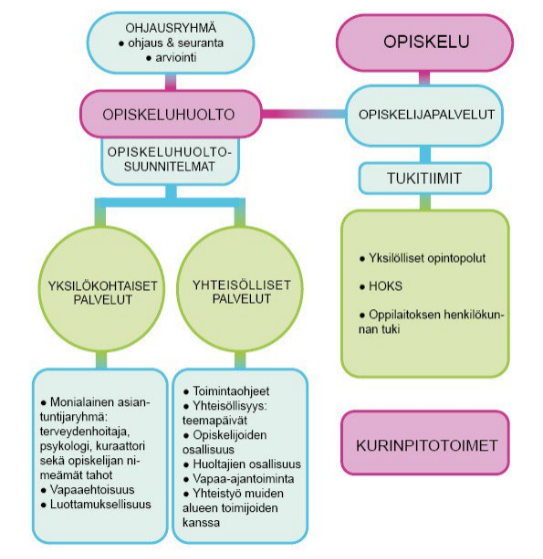 OHJAUSRYHMÄ
● ohjaus & seuranta
● arviointi
OPISKELU
OPISKELUHUOLTO
OPISKELIJAPALVELUT
OPISKELUHUOLTO-
SUUNNITELMAT
TUKITIIMIT
YKSILÖKOHTAISET
PALVELUT
YHTEISÖLLISET
PALVELUT
● Yksilölliset opintopolut
● HOKS
● Oppilaitoksen henkilökun-
nan tuki
● Monialainen asian-
tuntijaryhmä:
terveydenhoitaja,
psykologi, kuraattori
sekä opiskelijan ni-
meämät tahot
● Vapaaehtoisuus
● Luottamuksellisuus
● Toimintaohjeet
● Yhteisöllisyys:
teemapäivät
● Opiskelijoiden
osallisuus
● Huoltajien osallisuus
● Vapaa-ajantoiminta
● Yhteistyö muiden
alueen toimijoiden
kanssa
KURINPITOTOIMET